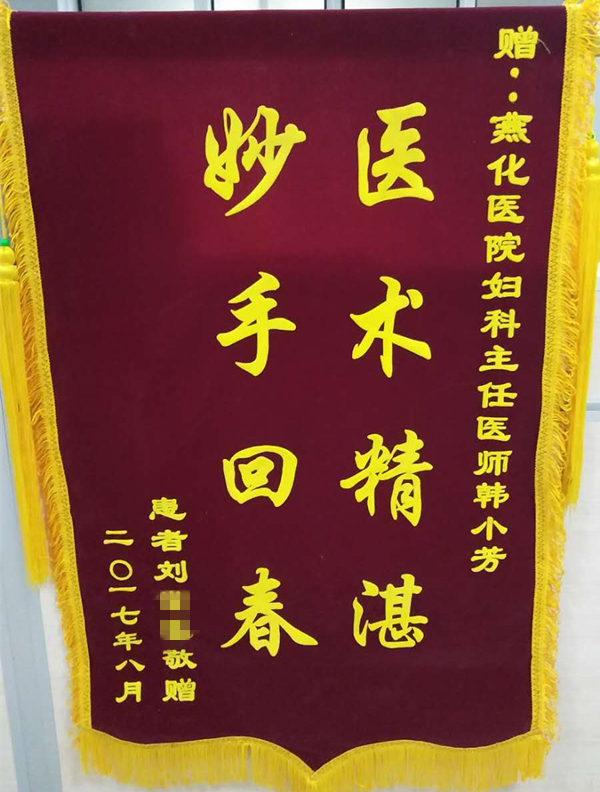 赠：燕化医院妇科主任医师韩小芳
医术精湛
妙手回春
患者刘敬赠
二〇一七年八月